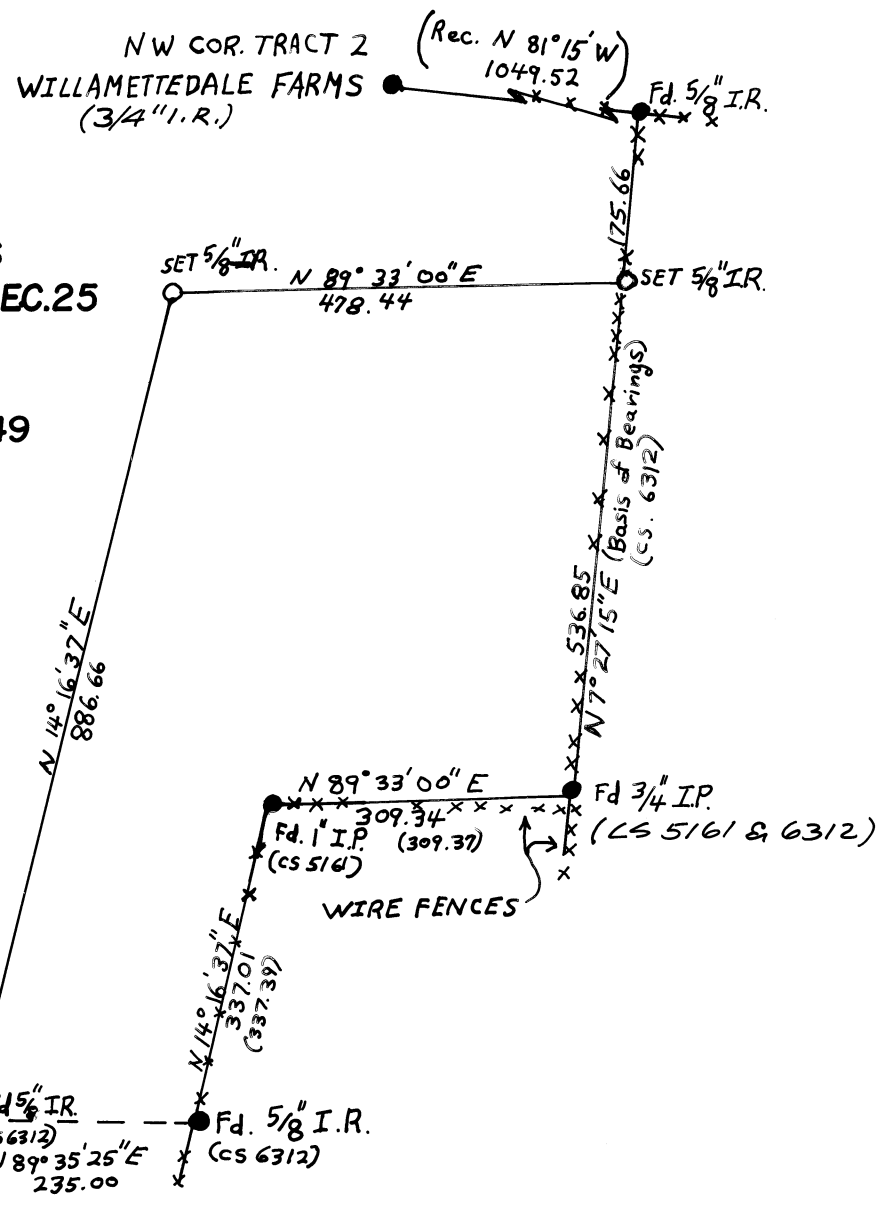 NW COR. TRACT 2
WILLAMETTEDALE FARMS
(3/4" I.R.)
(Rec. N 81°15' W)
1049.52
Fd. 5/8" I.R.
175.66
SET 5/8" I.R.
N 89° 33' 00" E
478.44
SET 5/8" I.R.
EC.25
49
(Basis of Bearings)
(CS. 6312)
536.85
N 7° 27' 15" E
N 14° 16' 37" E
886.66
N 89° 33' 00" E
309.34
(309.37)
Fd 3/4" I.P.
(CS 5161 & 6312)
Fd. 1" I.P.
(CS 5161)
WIRE FENCES
N 14° 16' 37" E
337.01
(337.39)
d 5/8" I.R.
6312)
89° 35' 25" E
235.00
Fd. 5/8" I.R.
(CS 6312)